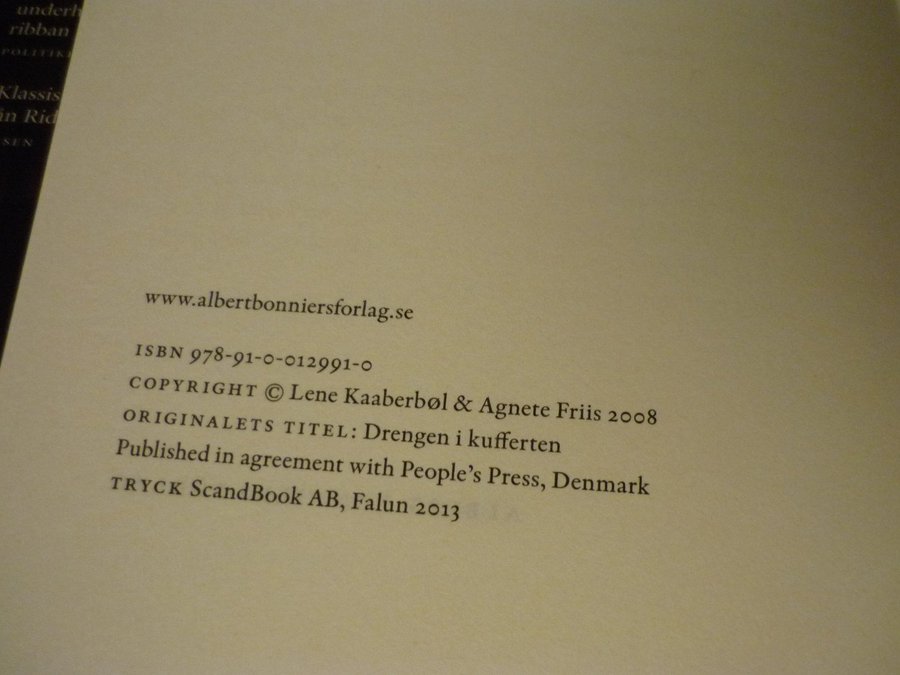 underh
ribban
POLITIK
Klassis
in Rid
SEN
www.albertbonniersforlag.se
ISBN 978-91-0-012991-0
COPYRIGHT © Lene Kaaberbøl & Agnete Friis 2008
ORIGINALETS TITEL: Drengen i kufferten
Published in agreement with People's Press, Denmark
TRYCK ScandBook AB, Falun 2013